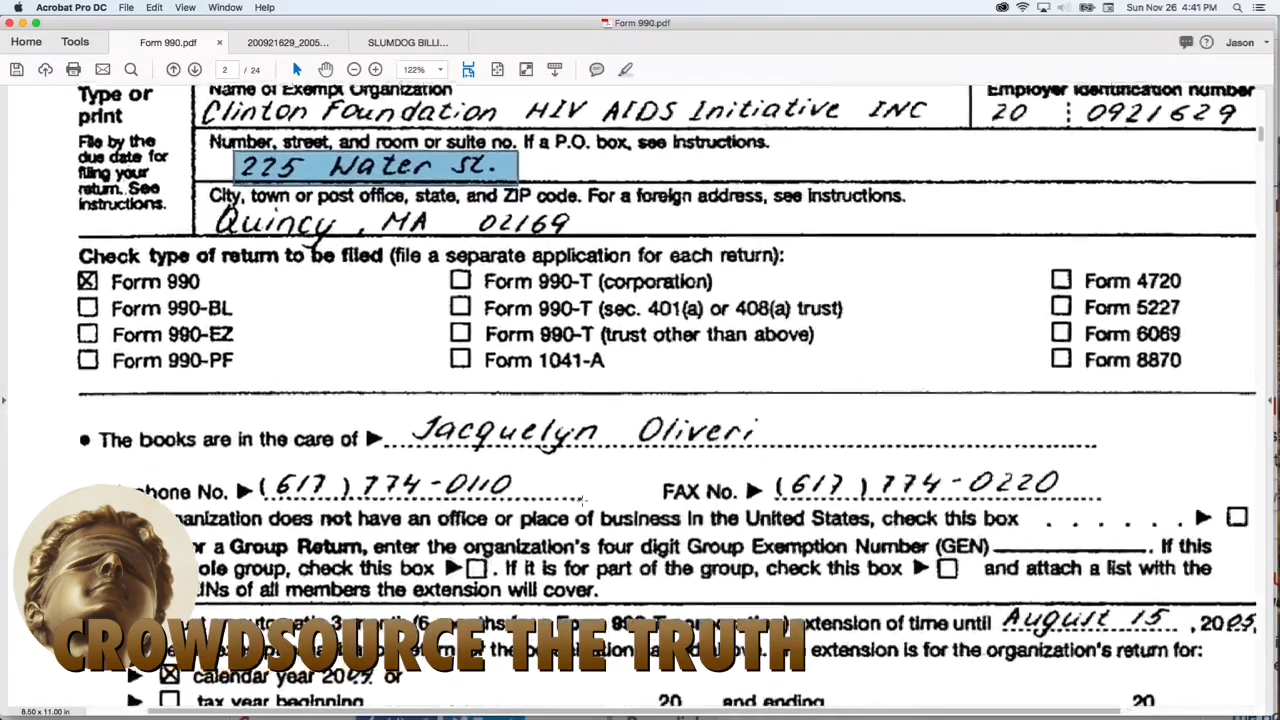 Acrobat Pro DC File Edit View Window Help Sun Nov 26 4:41 PM
Form 990.pdf
Home Tools Form 990.pdf × 200921629_2005... SLUMDOG BILLI... Jason
2 / 24 122%
Type or print
Name of Exempt Organization
Employer identification number
Clinton Foundation HIV AIDS Initiative INC
20 0921629
File by the due date for filing your return. See instructions.
Number, street, and room or suite no. If a P.O. box, see instructions.
225 Water St.
City, town or post office, state, and ZIP code. For a foreign address, see instructions.
Quincy, MA 02169
Check type of return to be filed (file a separate application for each return):
Form 990 Form 990-T (corporation) Form 4720
Form 990-BL Form 990-T (sec. 401(a) or 408(a) trust) Form 5227
Form 990-EZ Form 990-T (trust other than above) Form 6069
Form 990-PF Form 1041-A Form 8870
• The books are in the care of ▶ Jacquelyn Oliveri
phone No. ▶ (617) 774-0110 FAX No. ▶ (617) 774-0220
anization does not have an office or place of business in the United States, check this box . . . . . . ▶
or a Group Return, enter the organization's four digit Group Exemption Number (GEN) . If this
ole group, check this box ▶ . If it is for part of the group, check this box ▶ and attach a list with the
INs of all members the extension will cover.
extension of time until August 15, 2005,
extension is for the organization's return for:
CROWDSOURCE THE TRUTH
▶ calendar year 2004 or
▶ tax year beginning 20 and ending 20
8.50 x 11.00 in